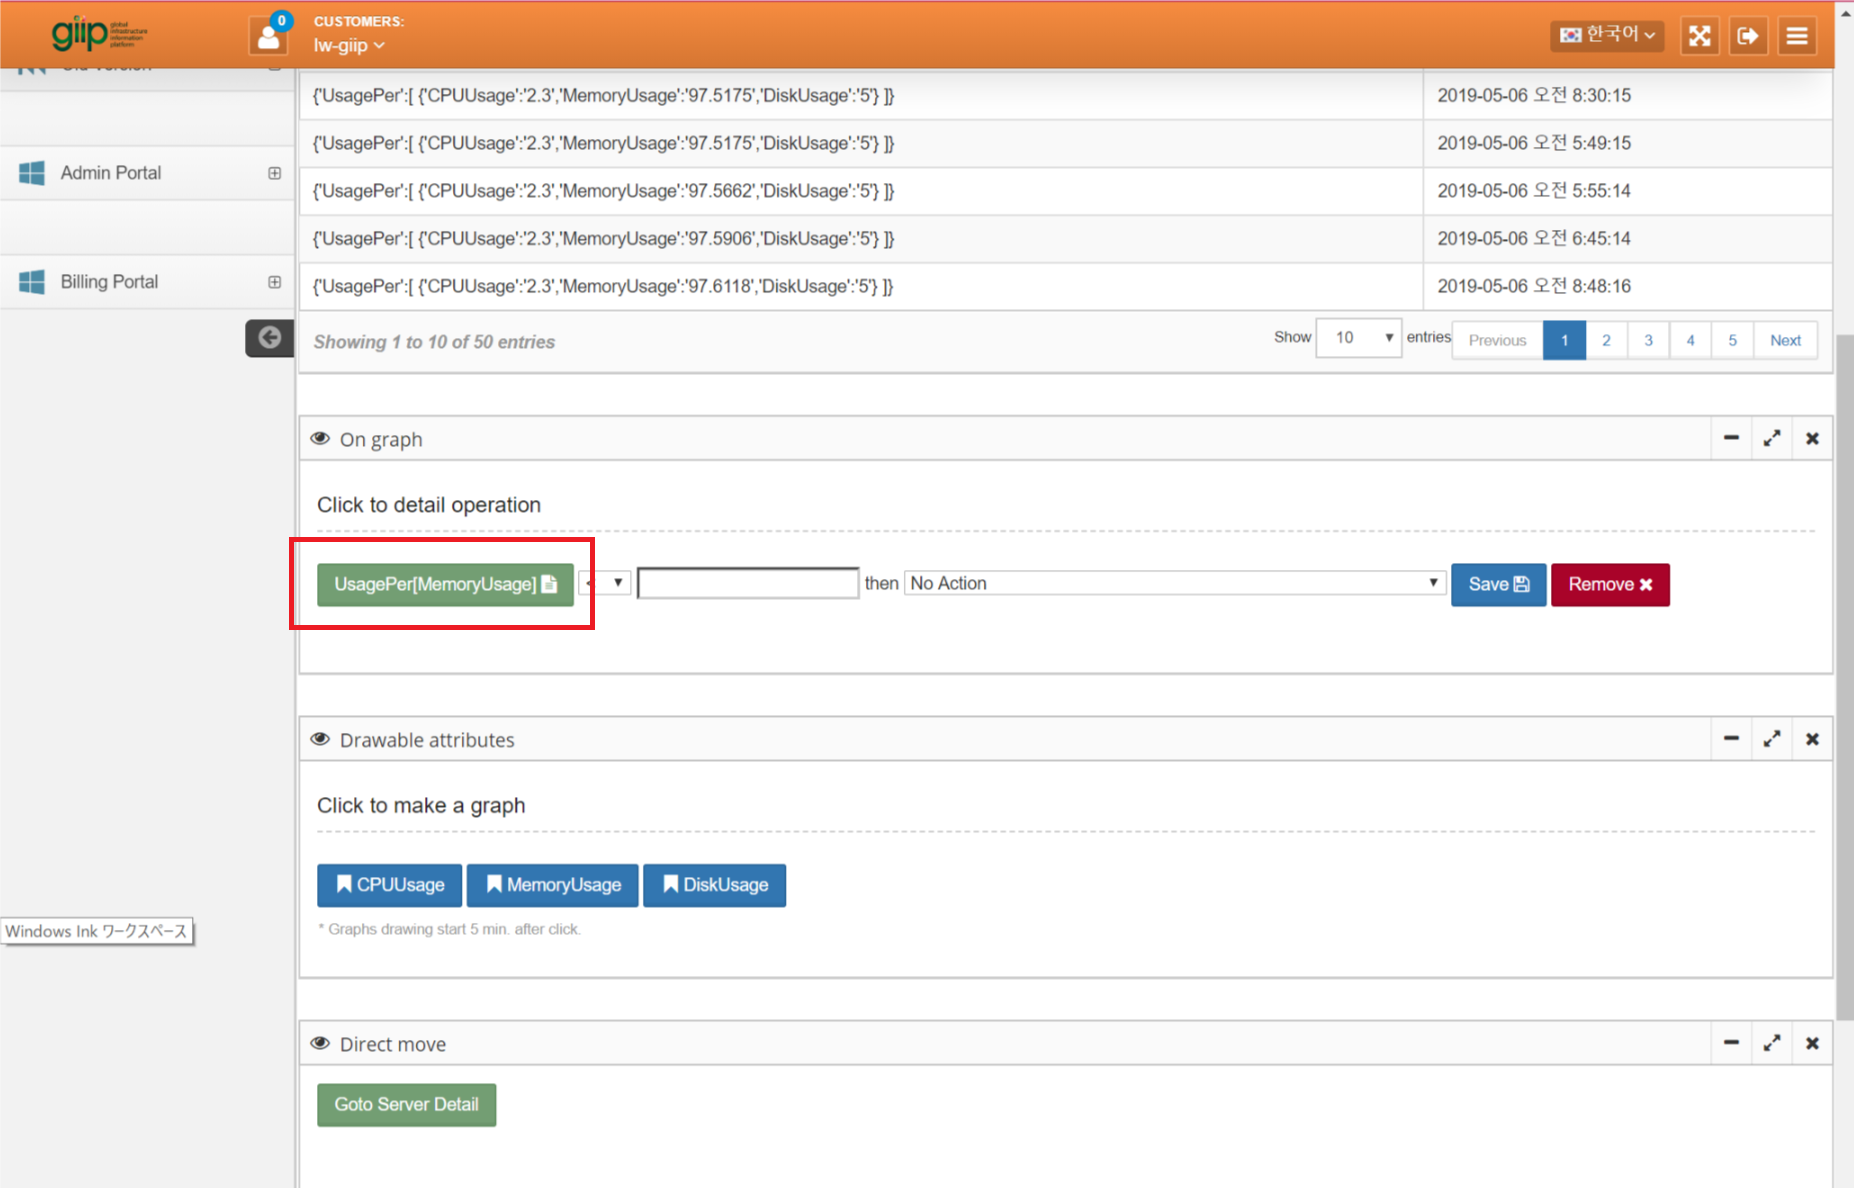 giip global infrastructure information platform
0
CUSTOMERS:
lw-giip
한국어
Old Version
Admin Portal
Billing Portal
{'UsagePer':[ {'CPUUsage':'2.3','MemoryUsage':'97.5175','DiskUsage':'5'} ]} 2019-05-06 오전 8:30:15
{'UsagePer':[ {'CPUUsage':'2.3','MemoryUsage':'97.5175','DiskUsage':'5'} ]} 2019-05-06 오전 5:49:15
{'UsagePer':[ {'CPUUsage':'2.3','MemoryUsage':'97.5662','DiskUsage':'5'} ]} 2019-05-06 오전 5:55:14
{'UsagePer':[ {'CPUUsage':'2.3','MemoryUsage':'97.5906','DiskUsage':'5'} ]} 2019-05-06 오전 6:45:14
{'UsagePer':[ {'CPUUsage':'2.3','MemoryUsage':'97.6118','DiskUsage':'5'} ]} 2019-05-06 오전 8:48:16
Showing 1 to 10 of 50 entries Show 10 entries Previous 1 2 3 4 5 Next
On graph
Click to detail operation
UsagePer[MemoryUsage] < then No Action Save Remove
Drawable attributes
Click to make a graph
CPUUsage MemoryUsage DiskUsage
* Graphs drawing start 5 min. after click.
Windows Ink ワークスペース
Direct move
Goto Server Detail